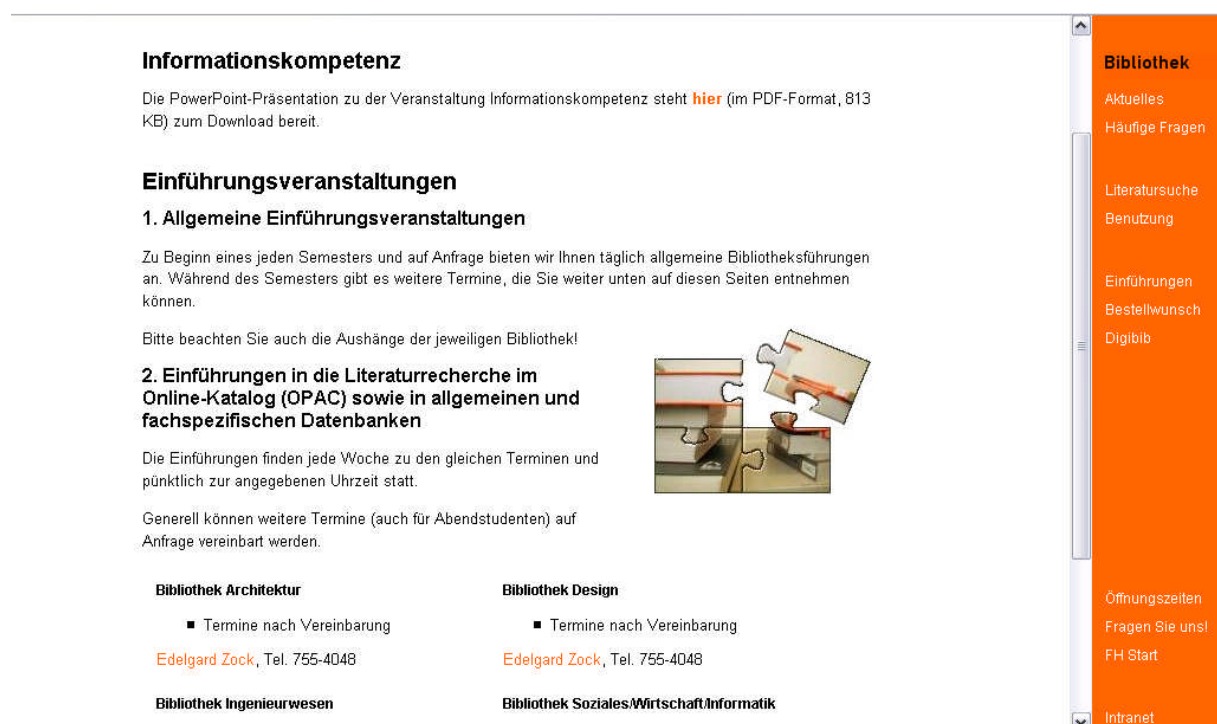 Informationskompetenz
Die PowerPoint-Präsentation zu der Veranstaltung Informationskompetenz steht hier (im PDF-Format, 813
KB) zum Download bereit.
Einführungsveranstaltungen
1. Allgemeine Einführungsveranstaltungen
Zu Beginn eines jeden Semesters und auf Anfrage bieten wir Ihnen täglich allgemeine Bibliotheksführungen
an. Während des Semesters gibt es weitere Termine, die Sie weiter unten auf diesen Seiten entnehmen
können.
Bitte beachten Sie auch die Aushänge der jeweiligen Bibliothek!
2. Einführungen in die Literaturrecherche im
Online-Katalog (OPAC) sowie in allgemeinen und
fachspezifischen Datenbanken
Die Einführungen finden jede Woche zu den gleichen Terminen und
pünktlich zur angegebenen Uhrzeit statt.
Generell können weitere Termine (auch für Abendstudenten) auf
Anfrage vereinbart werden.
Bibliothek Architektur
Termine nach Vereinbarung
Edelgard Zock, Tel. 755-4048
Bibliothek Design
Termine nach Vereinbarung
Edelgard Zock, Tel. 755-4048
Bibliothek Ingenieurwesen
Bibliothek Soziales/Wirtschaft/Informatik
Bibliothek
Aktuelles
Häufige Fragen
Literatursuche
Benutzung
Einführungen
Bestellwunsch
Digibib
Öffnungszeiten
Fragen Sie uns!
FH Start
Intranet